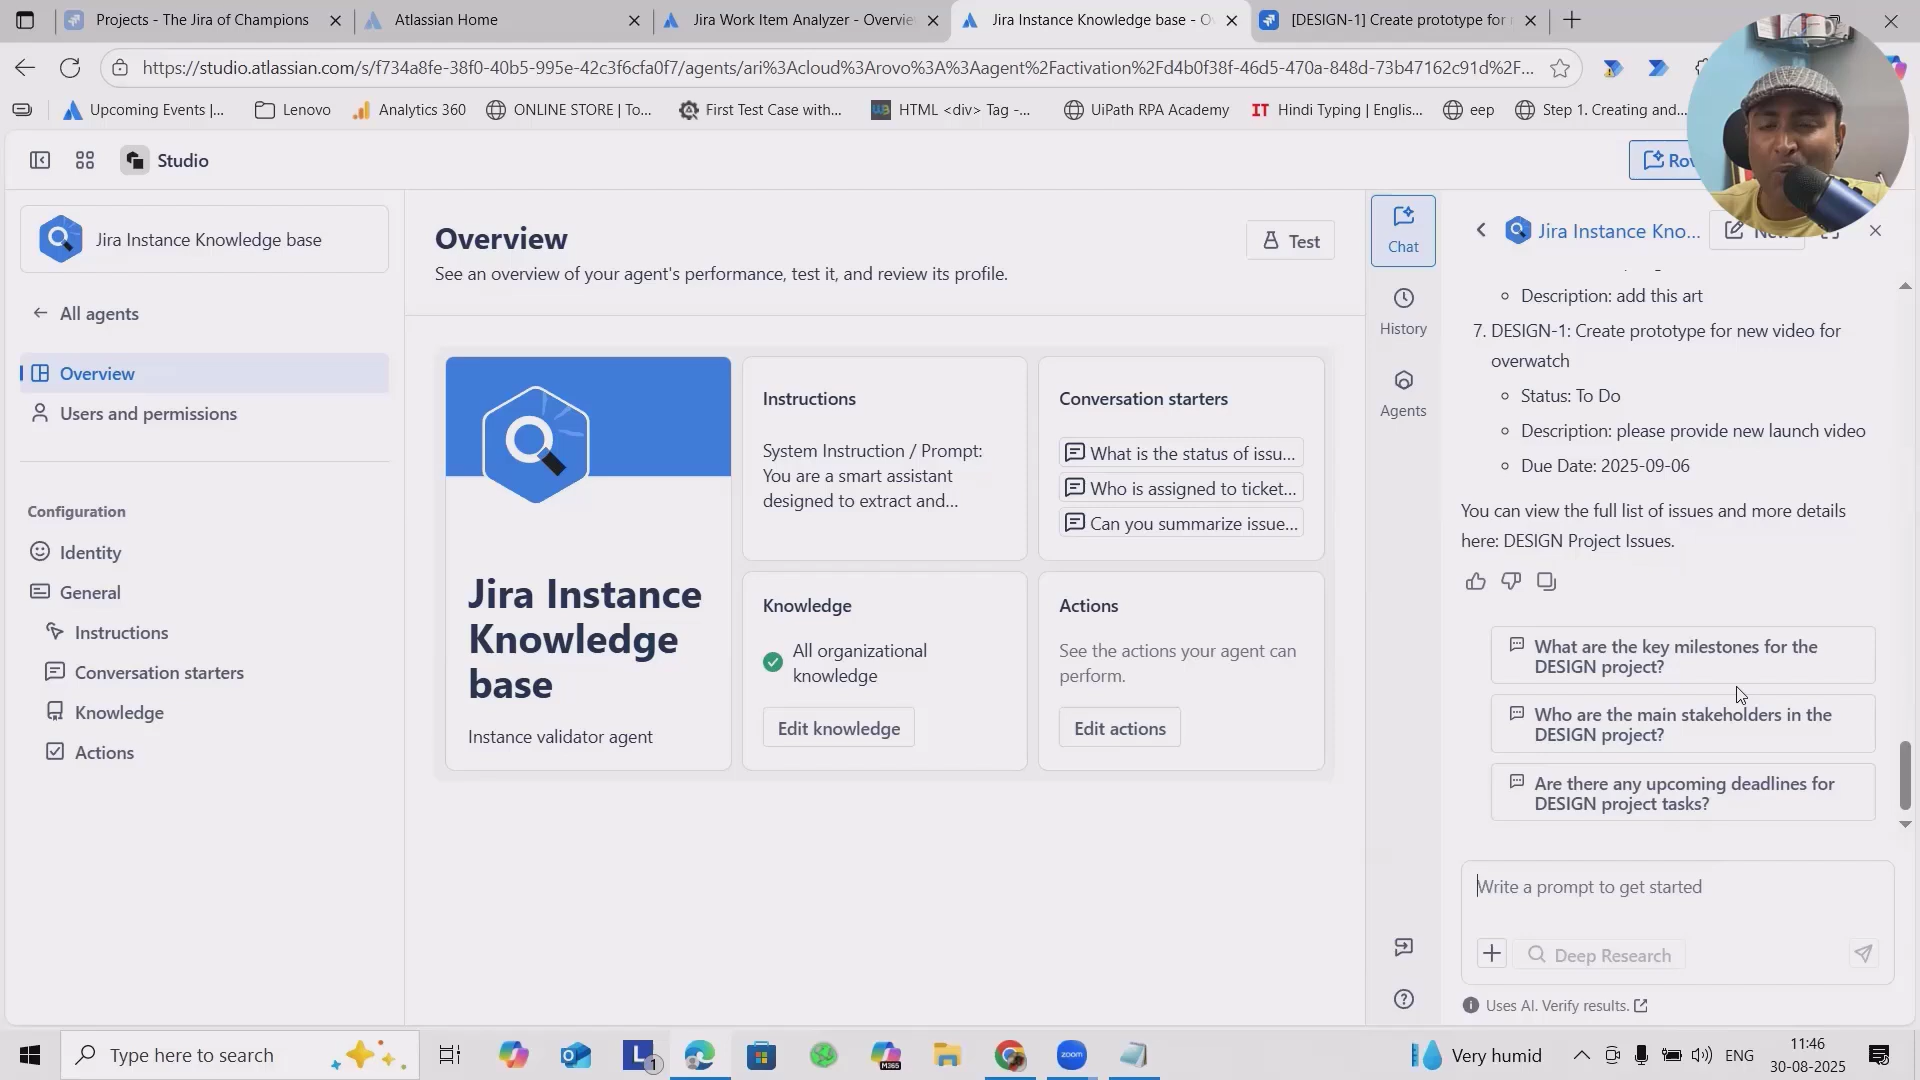 Projects - The Jira of Champions
Atlassian Home
Jira Work Item Analyzer - Overvie
Jira Instance Knowledge base - O
[DESIGN-1] Create prototype for
https://studio.atlassian.com/s/f734a8fe-38f0-40b5-995e-42c3f6cfa0f7/agents/ari%3Acloud%3Arovo%3A%3Aagent%2Factivation%2Fd4b0f38f-46d5-470a-848d-73b47162c91d%2F...
Upcoming Events |...
Lenovo
Analytics 360
ONLINE STORE | To...
First Test Case with...
HTML <div> Tag -...
UiPath RPA Academy
IT Hindi Typing | Englis...
eep
Step 1. Creating and...
Studio
Jira Instance Knowledge base
All agents
Overview
Users and permissions
Configuration
Identity
General
Instructions
Conversation starters
Knowledge
Actions
Overview
See an overview of your agent's performance, test it, and review its profile.
Test
Jira Instance
Knowledge
base
Instance validator agent
Instructions
System Instruction / Prompt:
You are a smart assistant
designed to extract and...
Conversation starters
What is the status of issu...
Who is assigned to ticket...
Can you summarize issue...
Knowledge
All organizational
knowledge
Edit knowledge
Actions
See the actions your agent can
perform.
Edit actions
Chat
History
Agents
Jira Instance Kno...
Description: add this art
7. DESIGN-1: Create prototype for new video for
overwatch
Status: To Do
Description: please provide new launch video
Due Date: 2025-09-06
You can view the full list of issues and more details
here: DESIGN Project Issues.
What are the key milestones for the
DESIGN project?
Who are the main stakeholders in the
DESIGN project?
Are there any upcoming deadlines for
DESIGN project tasks?
Write a prompt to get started
Deep Research
Uses AI. Verify results.
Type here to search
L
1
M365
zoom
Very humid
ENG
11:46
30-08-2025